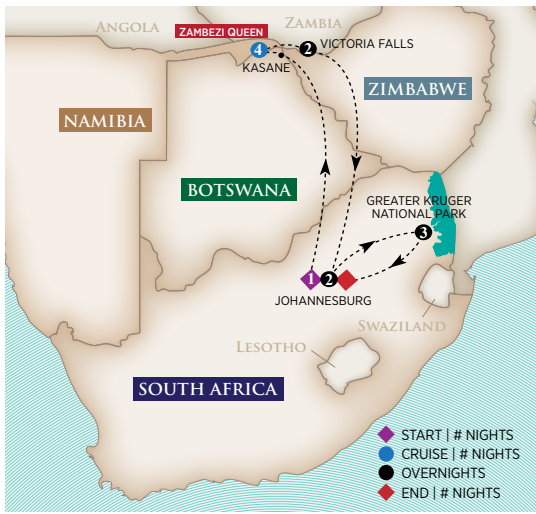 ANGOLA
ZAMBIA
ZAMBEZI QUEEN
4
2
VICTORIA FALLS
KASANE
ZIMBABWE
NAMIBIA
BOTSWANA
GREATER KRUGER
NATIONAL PARK
3
1
2
JOHANNESBURG
SWAZILAND
LESOTHO
SOUTH AFRICA
START | # NIGHTS
CRUISE | # NIGHTS
OVERNIGHTS
END | # NIGHTS